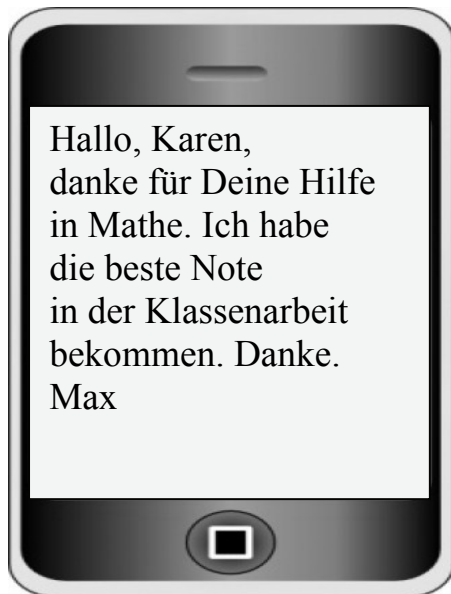 Hallo, Karen,
danke für Deine Hilfe
in Mathe. Ich habe
die beste Note
in der Klassenarbeit
bekommen. Danke.
Max